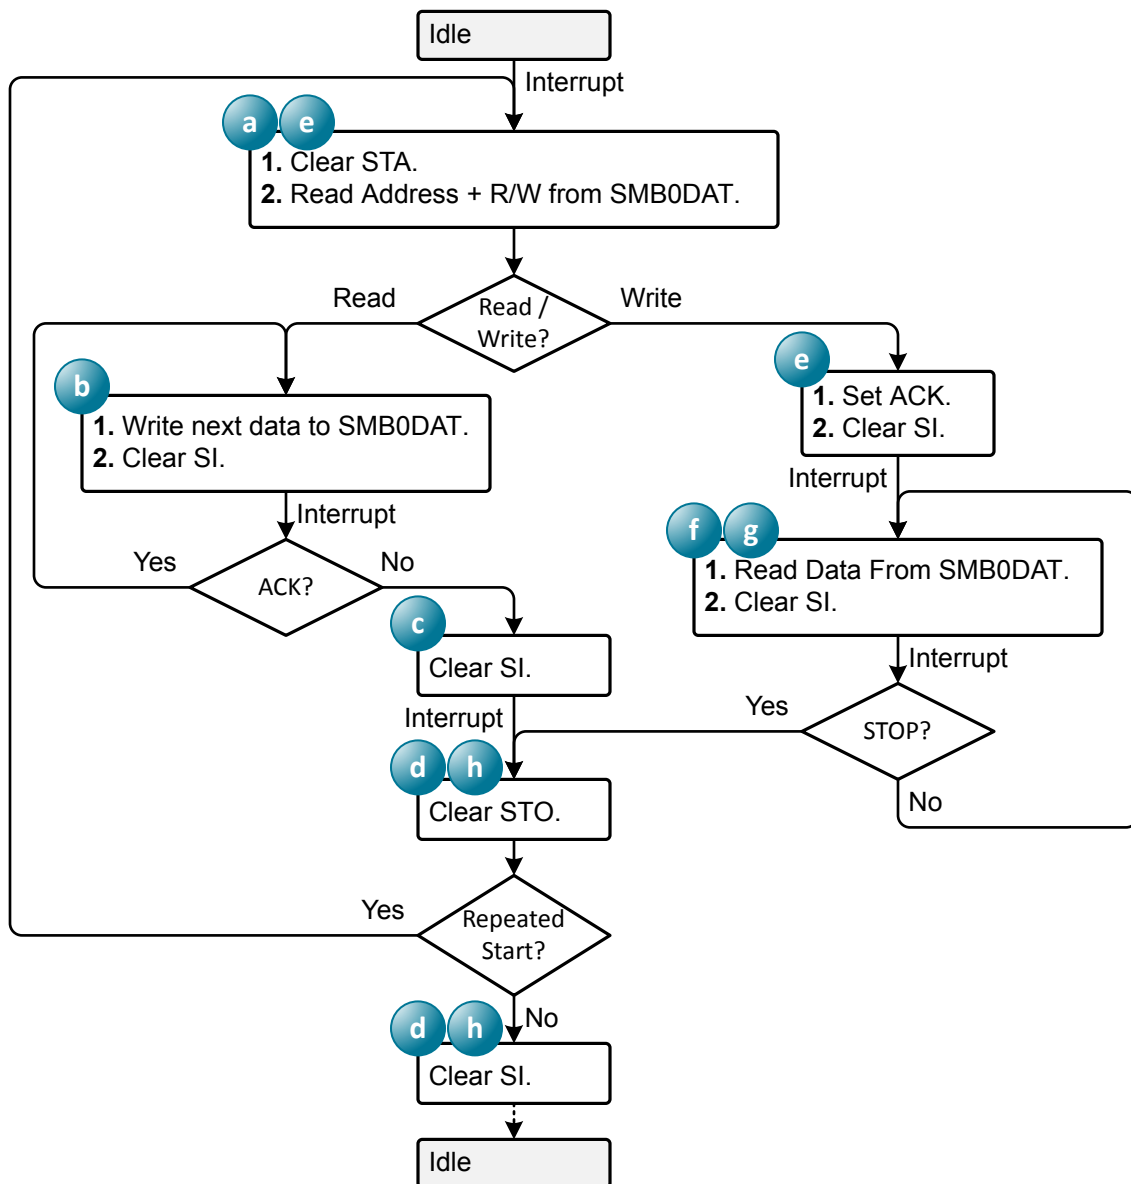 Idle
Interrupt
a e
1. Clear STA.
2. Read Address + R/W from SMB0DAT.
Read
Read /
Write?
Write
b
1. Write next data to SMB0DAT.
2. Clear SI.
e
1. Set ACK.
2. Clear SI.
Interrupt
Interrupt
Yes
ACK?
No
f g
1. Read Data From SMB0DAT.
2. Clear SI.
c
Clear SI.
Interrupt
Interrupt
Yes
STOP?
No
d h
Clear STO.
Yes
Repeated
Start?
No
d h
Clear SI.
Idle